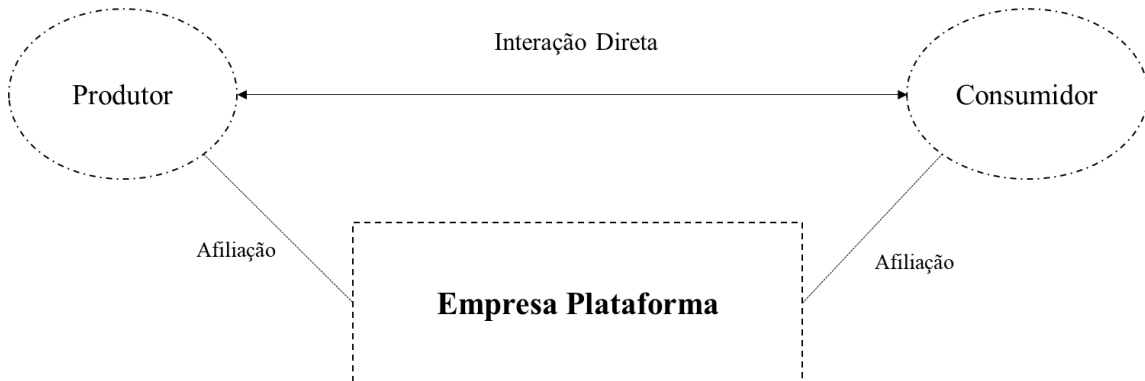 Interação Direta
Produtor
Consumidor
Afiliação
Afiliação
Empresa Plataforma